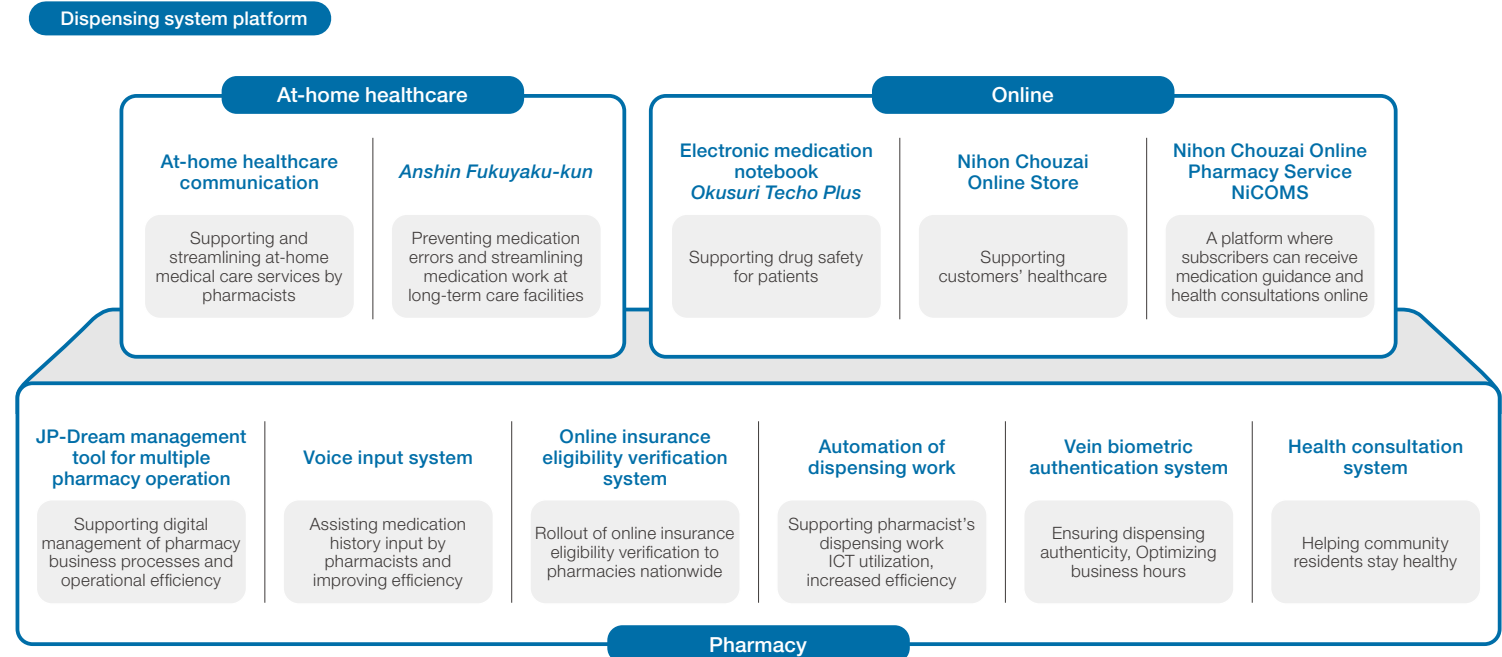 Dispensing system platform
At-home healthcare
At-home healthcare
communication
Supporting and
streamlining at-home
medical care services by
pharmacists
Anshin Fukuyaku-kun
Preventing medication
errors and streamlining
medication work at
long-term care facilities
Online
Electronic medication
notebook
Okusuri Techo Plus
Supporting drug safety
for patients
Nihon Chouzai
Online Store
Supporting
customers’ healthcare
Nihon Chouzai Online
Pharmacy Service
NiCOMS
A platform where
subscribers can receive
medication guidance and
health consultations online
JP-Dream management
tool for multiple
pharmacy operation
Supporting digital
management of pharmacy
business processes and
operational efficiency
Voice input system
Assisting medication
history input by
pharmacists and
improving efficiency
Online insurance
eligibility verification
system
Rollout of online insurance
eligibility verification to
pharmacies nationwide
Automation of
dispensing work
Supporting pharmacist’s
dispensing work
ICT utilization,
increased efficiency
Vein biometric
authentication system
Ensuring dispensing
authenticity, Optimizing
business hours
Health consultation
system
Helping community
residents stay healthy
Pharmacy